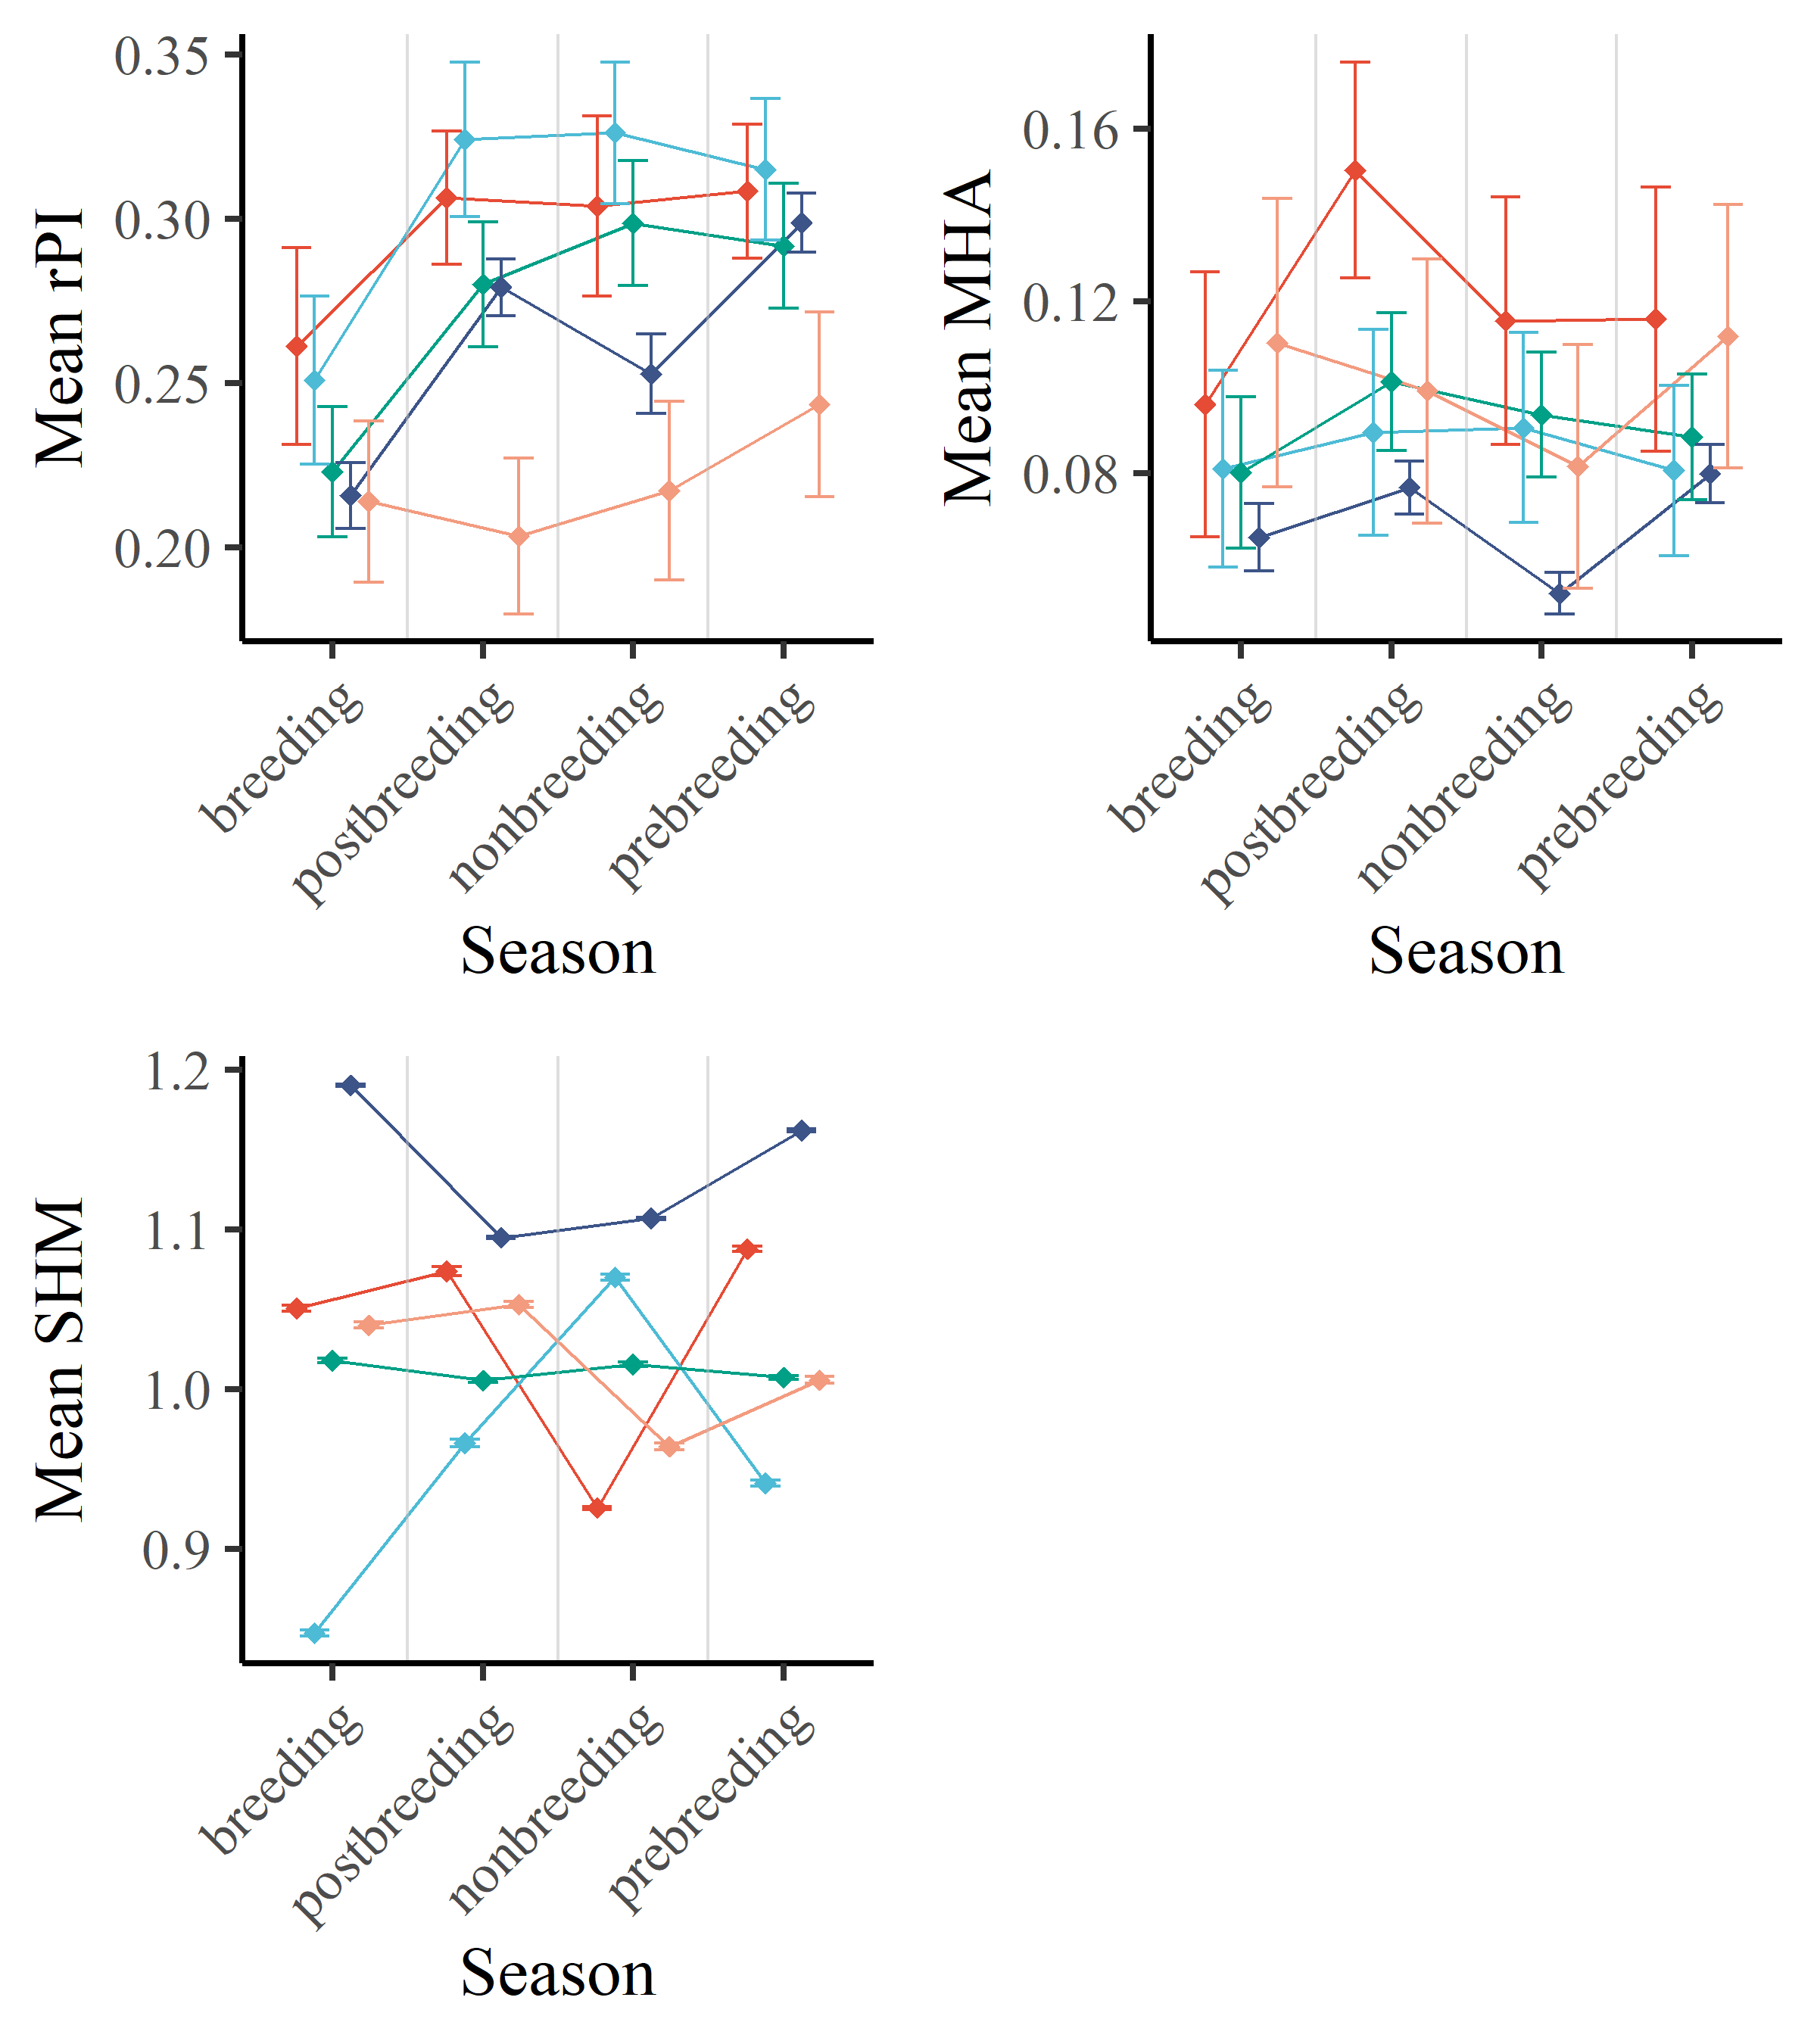 Mean rPI
0.35
0.30
0.25
0.20
breeding
postbreeding
nonbreeding
prebreeding
Season
Mean MHA
0.16
0.12
0.08
breeding
postbreeding
nonbreeding
prebreeding
Season
Mean SHM
1.2
1.1
1.0
0.9
breeding
postbreeding
nonbreeding
prebreeding
Season